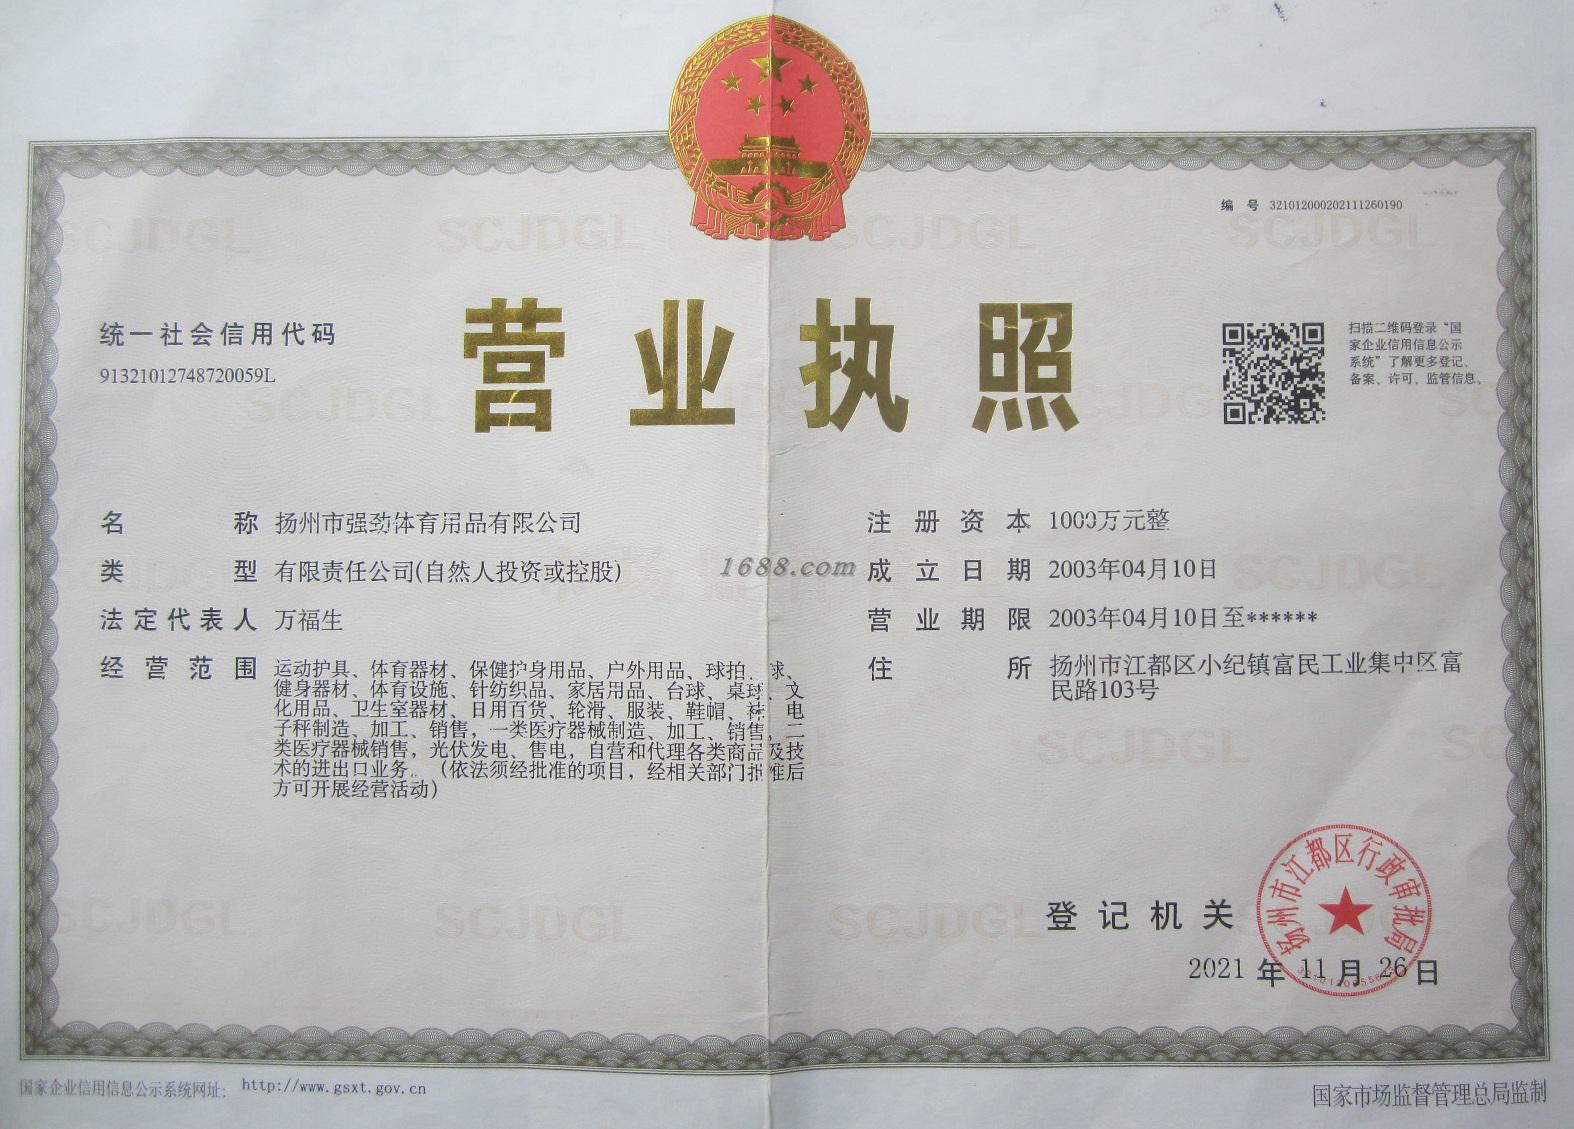 编 号 321012000202111260190
统一社会信用代码
91321012748720059L
营业执照
扫描二维码登录“国
家企业信用信息公示
系统”了解更多登记、
备案、许可、监管信息、
名 称 扬州市强劲体育用品有限公司
类 型 有限责任公司(自然人投资或控股)
法定代表人 万福生
经营范围 运动护具、体育器材、保健护身用品、户外用品、球拍、球、
健身器材、体育设施、针纺织品、家居用品、台球、桌球、文
化用品、卫生室器材、日用百货、轮滑、服装、鞋帽、袜、电
子秤制造、加工、销售，一类医疗器械制造、加工、销售，二
类医疗器械销售，光伏发电、售电，自营和代理各类商品及技
术的进出口业务。（依法须经批准的项目，经相关部门批准后
方可开展经营活动）
注册资本 1000万元整
成立日期 2003年04月10日
营业期限 2003年04月10日至******
住 所 扬州市江都区小纪镇富民工业集中区富
民路103号
1688.com
登记机关
扬州市江都区行政审批局
2021 年 11 月 26 日
国家企业信用信息公示系统网址： http://www.gsxt.gov.cn
国家市场监督管理总局监制
SCJDGL